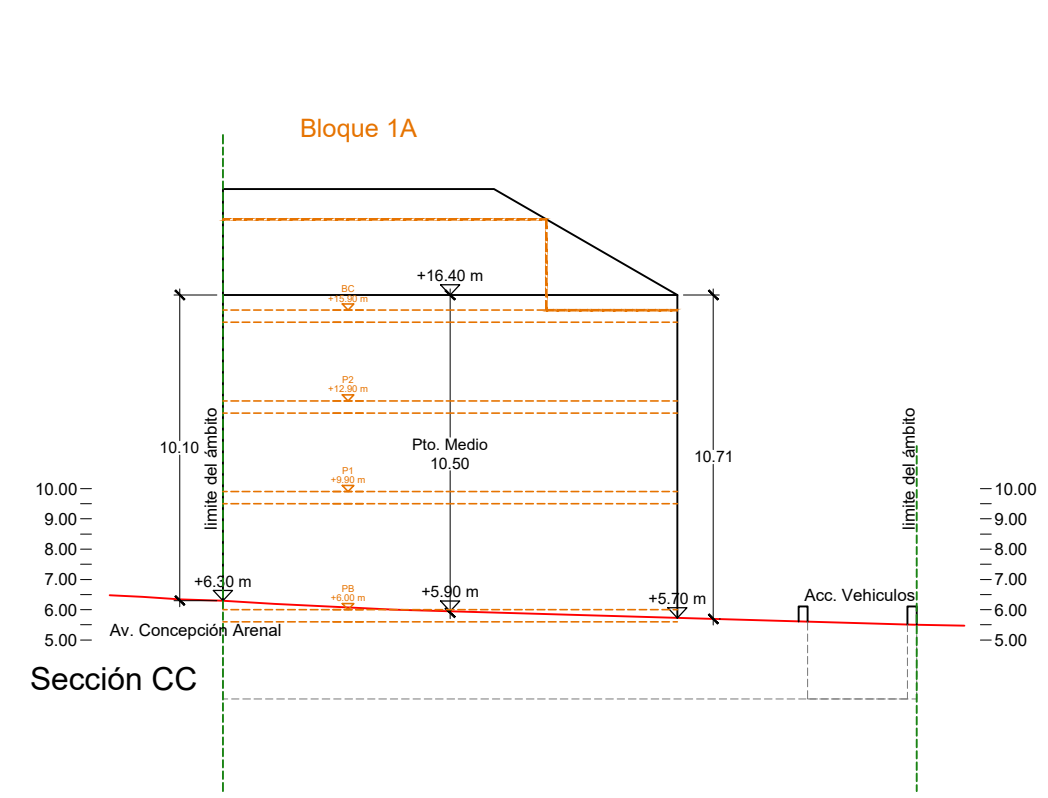 Bloque 1A
+16.40 m
BC
+15.90 m
P2
+12.90 m
limite del ámbito
limite del ámbito
10.10
Pto. Medio
10.50
10.71
P1
+9.90 m
10.00
9.00
8.00
7.00
6.00
5.00
10.00
9.00
8.00
7.00
6.00
5.00
+6.30 m
PB
+6.00 m
+5.90 m
+5.70 m
Acc. Vehiculos
Av. Concepción Arenal
Sección CC